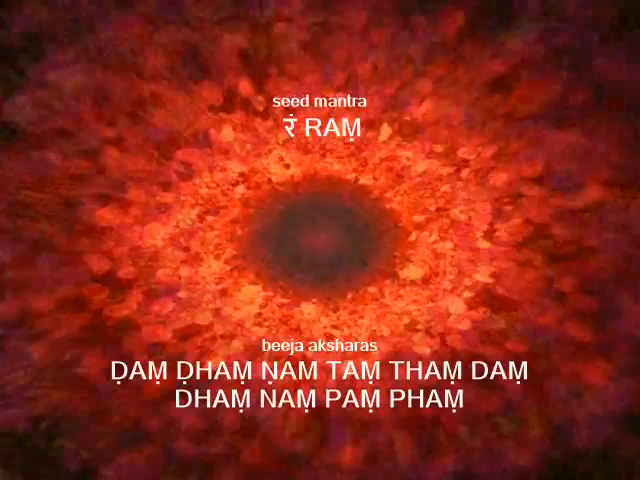 seed mantra
रं RAṂ
beeja aksharas
ḌAṂ ḌHAṂ ṆAṂ TAṂ THAṂ DAṂ
DHAṂ NAṂ PAṂ PHAṂ